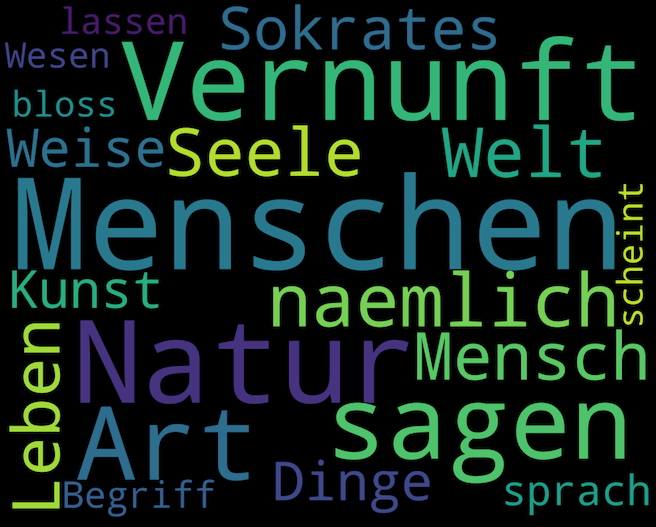 lassen
Sokrates
Wesen
Vernunft
bloss
Weise
Seele
Welt
Menschen
scheint
Kunst
naemlich
Leben
Natur
Mensch
Art
sagen
Begriff
Dinge
sprach